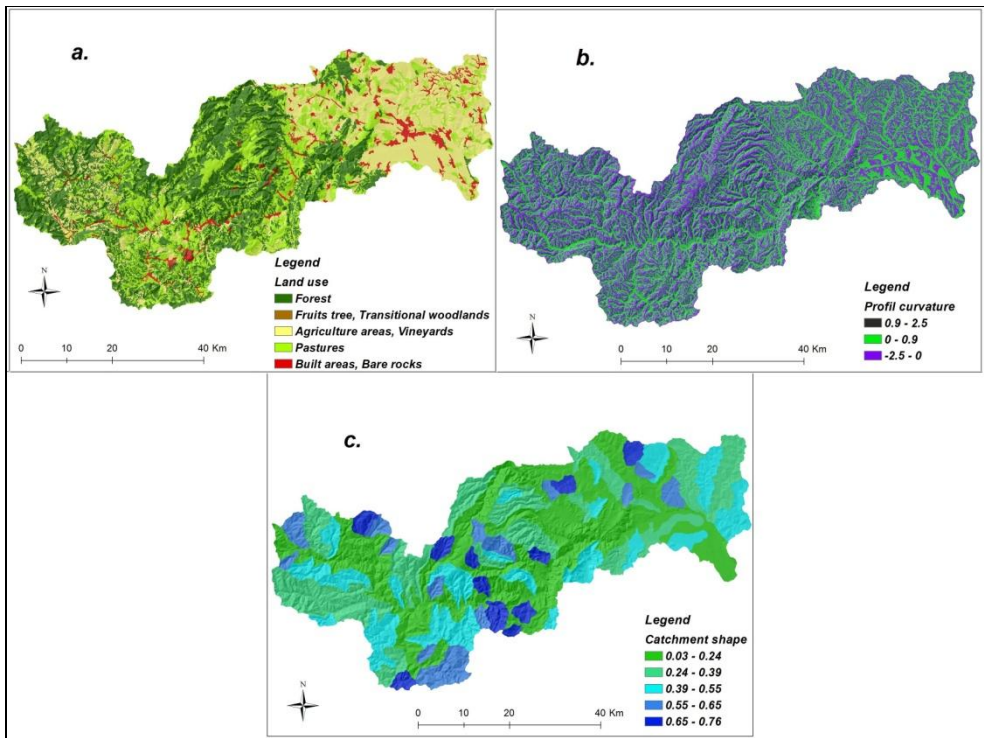 a.
N
Legend
Land use
Forest
Fruits tree, Transitional woodlands
Agriculture areas, Vineyards
Pastures
Built areas, Bare rocks
0 10 20 40 Km
b.
N
Legend
Profil curvature
0.9 - 2.5
0 - 0.9
-2.5 - 0
0 10 20 40 Km
c.
N
Legend
Catchment shape
0.03 - 0.24
0.24 - 0.39
0.39 - 0.55
0.55 - 0.65
0.65 - 0.76
0 10 20 40 Km